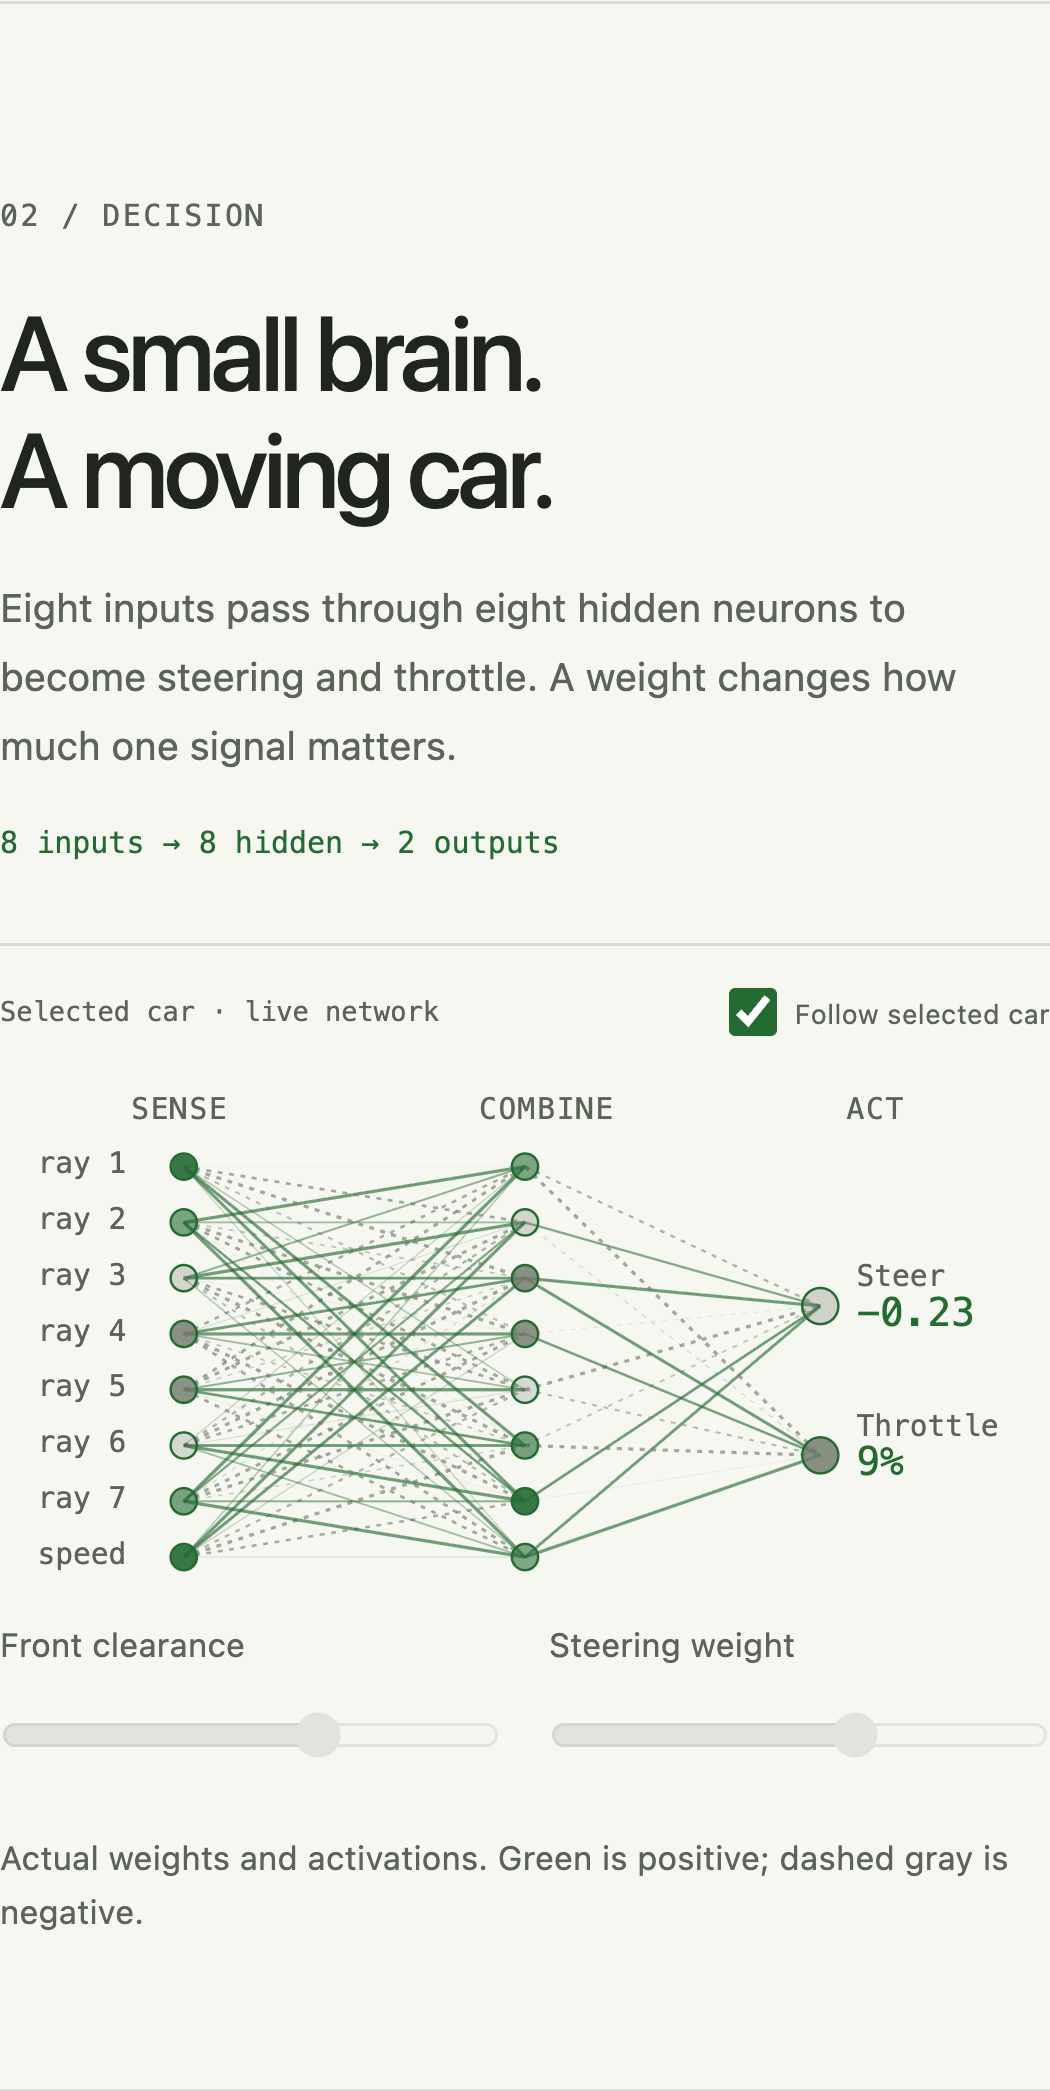 02 / DECISION
A small brain.
A moving car.
Eight inputs pass through eight hidden neurons to
become steering and throttle. A weight changes how
much one signal matters.
8 inputs → 8 hidden → 2 outputs
Selected car · live network
Follow selected car
SENSE
COMBINE
ACT
ray 1
ray 2
ray 3
ray 4
ray 5
ray 6
ray 7
speed
Steer
−0.23
Throttle
9%
Front clearance
Steering weight
Actual weights and activations. Green is positive; dashed gray is
negative.